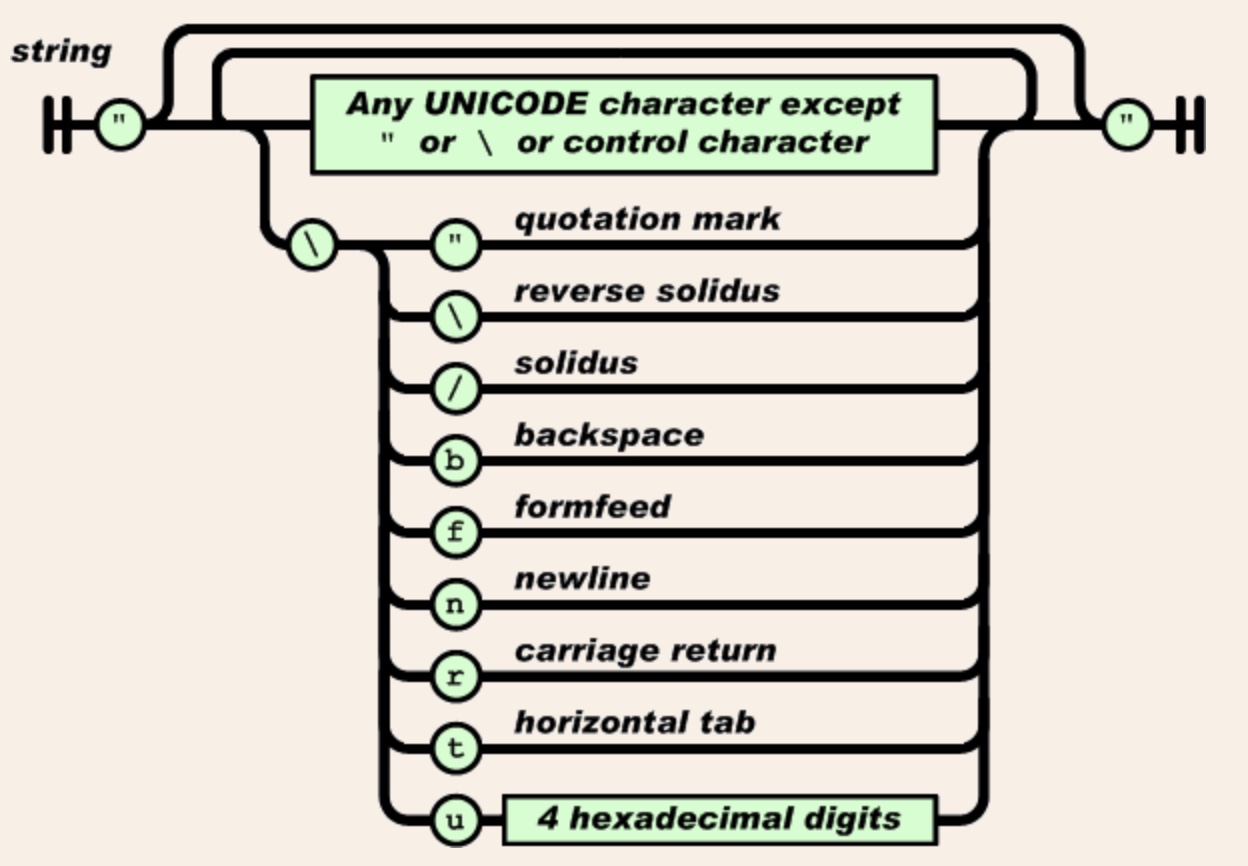 string
"
Any UNICODE character except
" or \ or control character
"
\
" quotation mark
\ reverse solidus
/ solidus
b backspace
f formfeed
n newline
r carriage return
t horizontal tab
u 4 hexadecimal digits